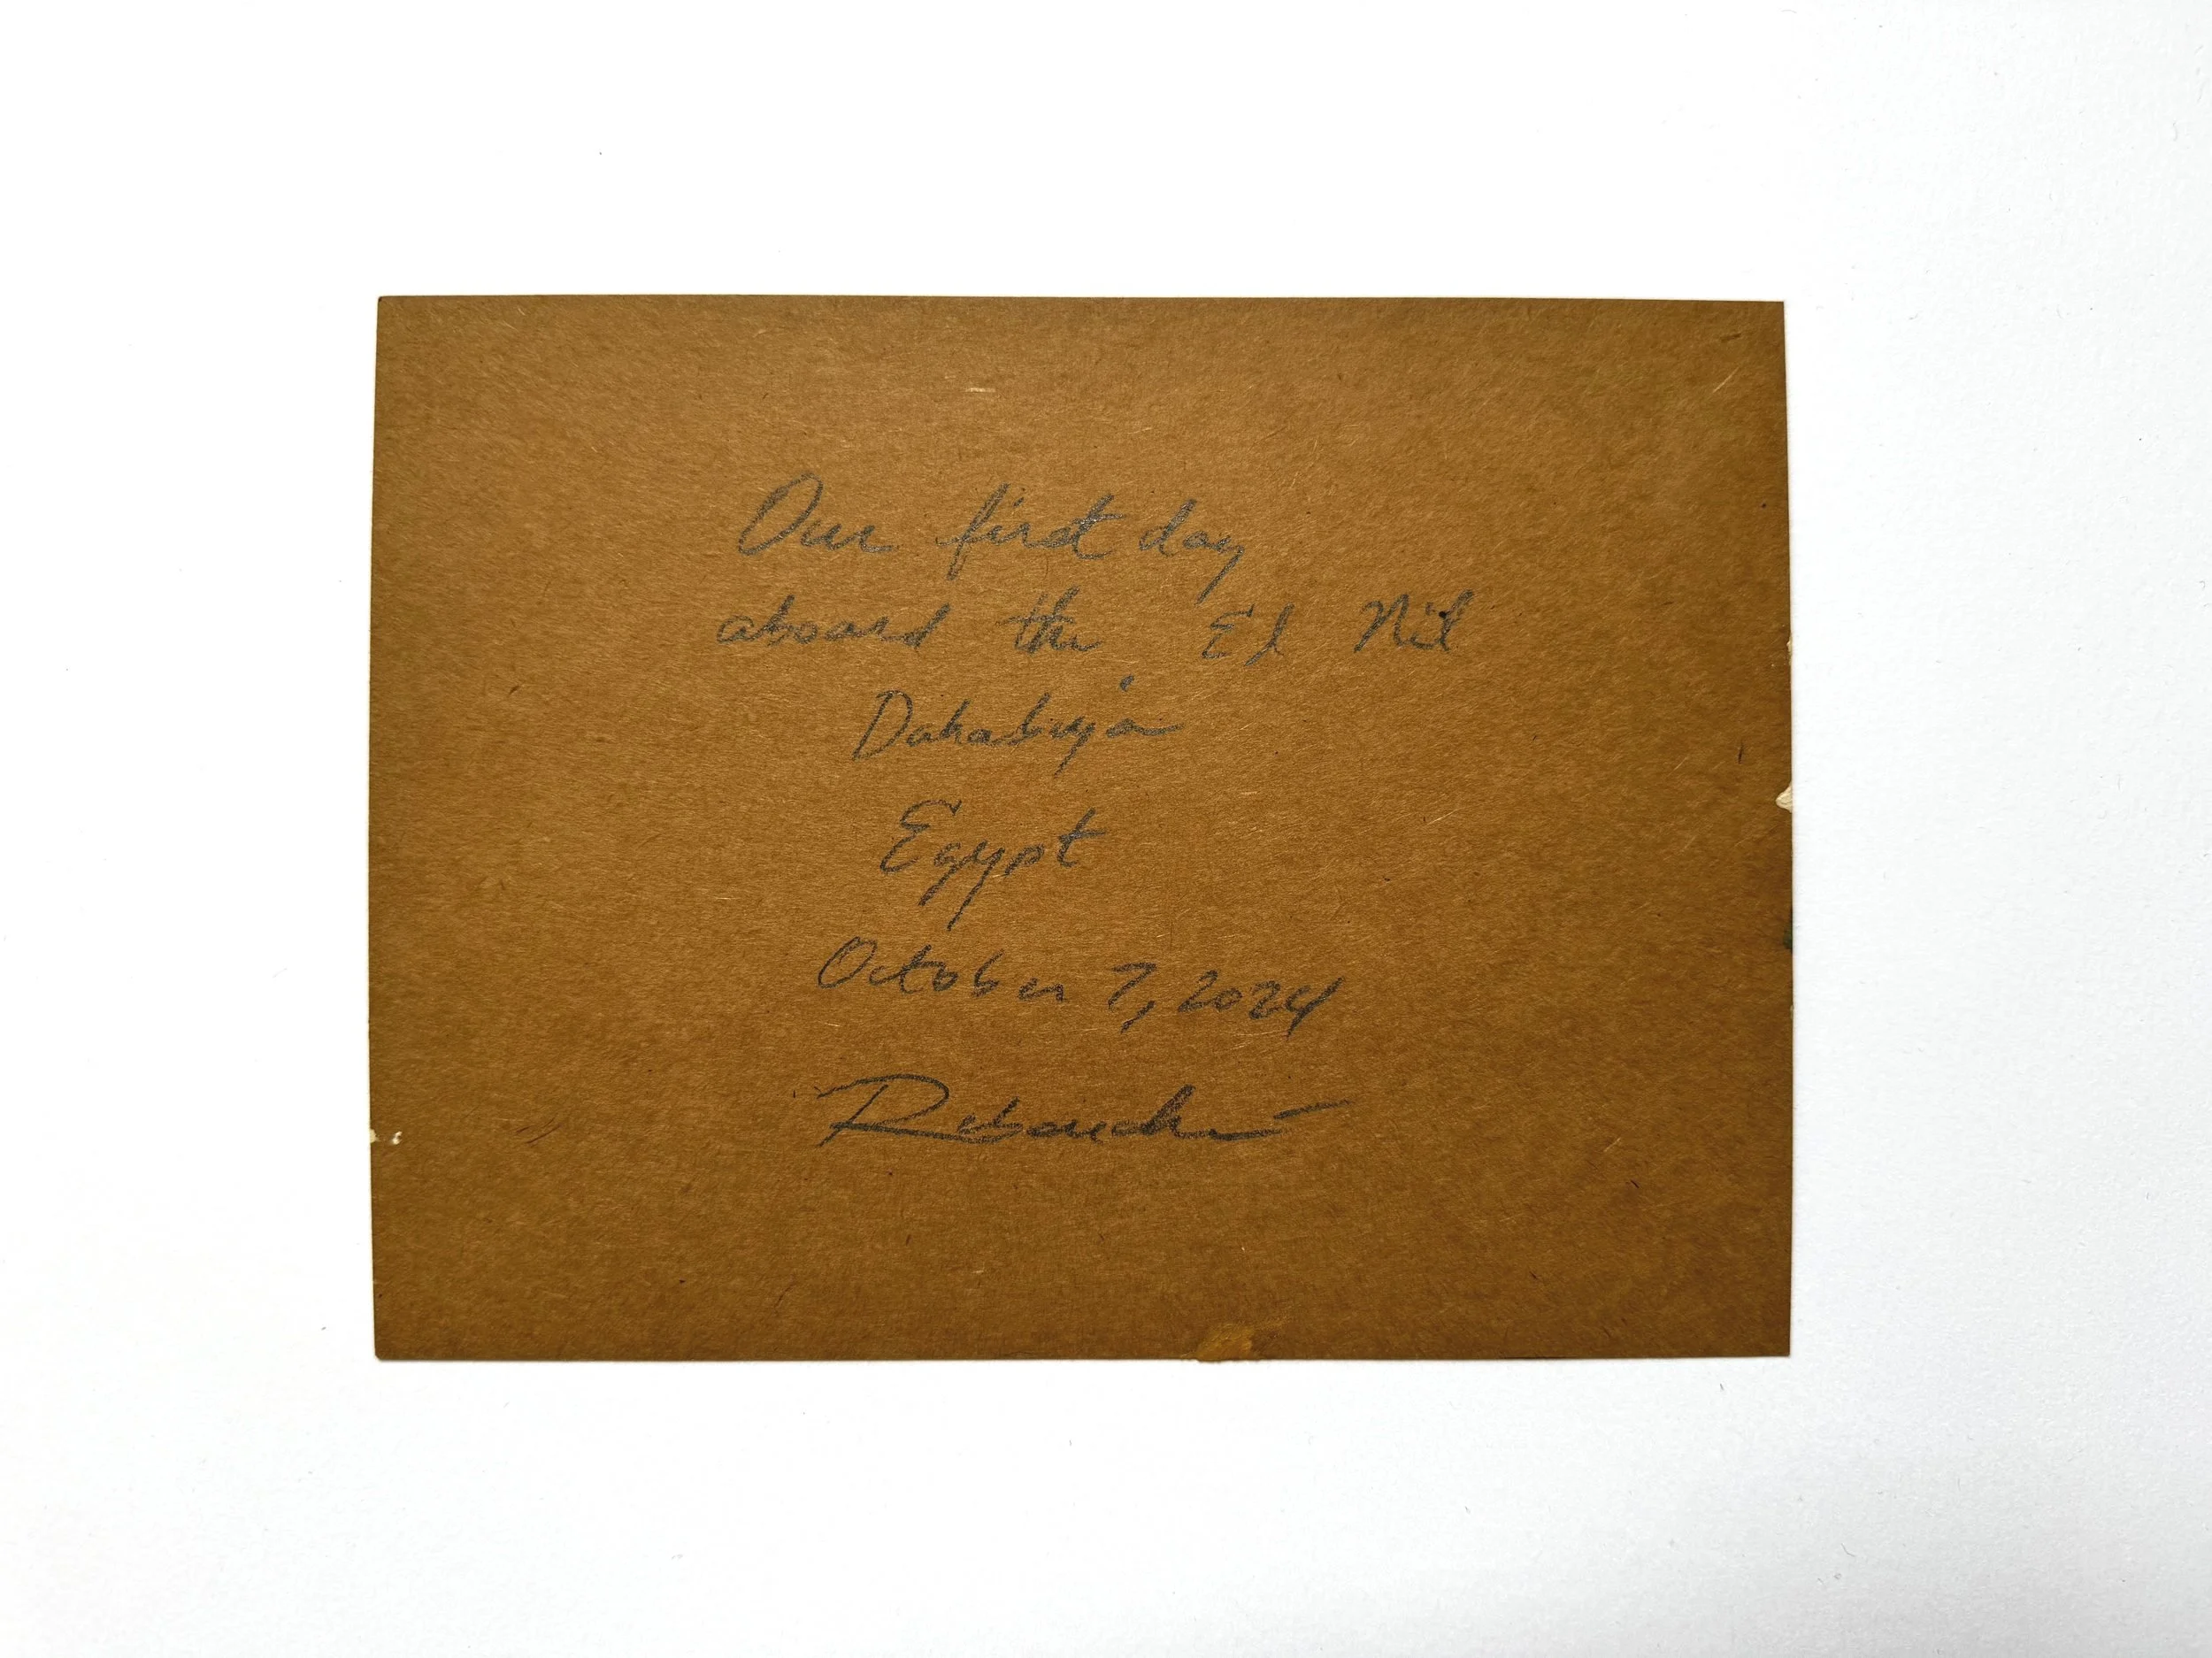 Our first day
aboard the El Nil
Dahabiya
Egypt
October 7, 2024